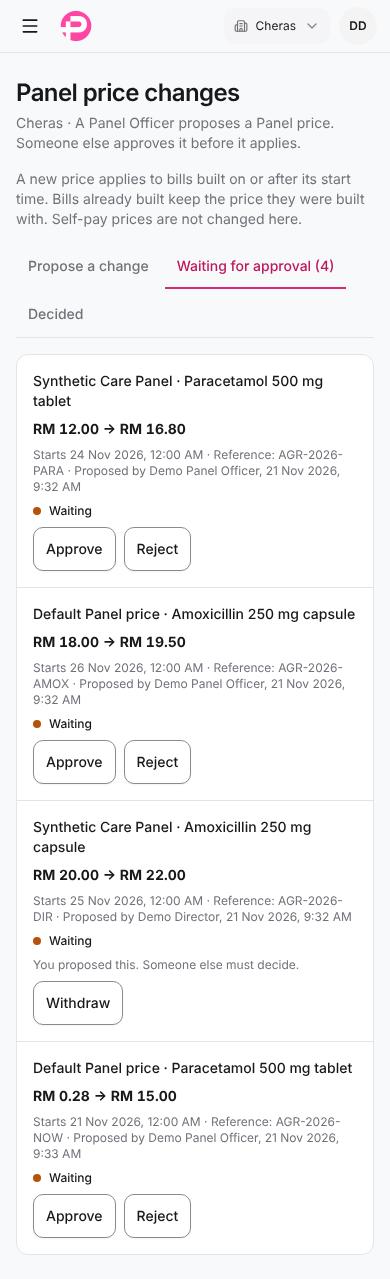 Cheras
DD
Panel price changes
Cheras · A Panel Officer proposes a Panel price.
Someone else approves it before it applies.
A new price applies to bills built on or after its start
time. Bills already built keep the price they were built
with. Self-pay prices are not changed here.
Propose a change
Waiting for approval (4)
Decided
Synthetic Care Panel · Paracetamol 500 mg
tablet
RM 12.00 → RM 16.80
Starts 24 Nov 2026, 12:00 AM · Reference: AGR-2026-
PARA · Proposed by Demo Panel Officer, 21 Nov 2026,
9:32 AM
Waiting
Approve
Reject
Default Panel price · Amoxicillin 250 mg capsule
RM 18.00 → RM 19.50
Starts 26 Nov 2026, 12:00 AM · Reference: AGR-2026-
AMOX · Proposed by Demo Panel Officer, 21 Nov 2026,
9:32 AM
Waiting
Approve
Reject
Synthetic Care Panel · Amoxicillin 250 mg
capsule
RM 20.00 → RM 22.00
Starts 25 Nov 2026, 12:00 AM · Reference: AGR-2026-
DIR · Proposed by Demo Director, 21 Nov 2026, 9:32 AM
Waiting
You proposed this. Someone else must decide.
Withdraw
Default Panel price · Paracetamol 500 mg tablet
RM 0.28 → RM 15.00
Starts 21 Nov 2026, 12:00 AM · Reference: AGR-2026-
NOW · Proposed by Demo Panel Officer, 21 Nov 2026,
9:33 AM
Waiting
Approve
Reject